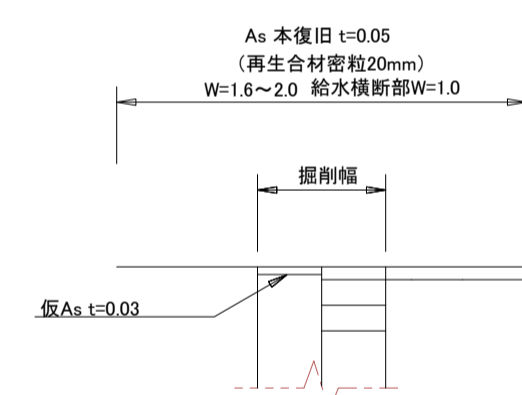 As 本復旧 t=0.05
（再生合材密粒20mm）
W=1.6～2.0 給水横断部W=1.0
掘削幅
仮As t=0.03